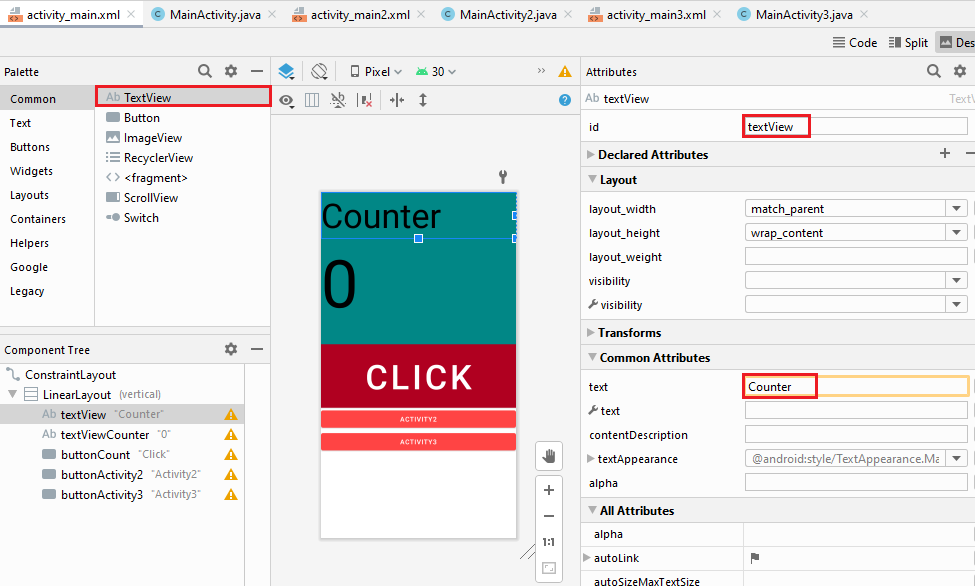 activity_main.xml
MainActivity.java
activity_main2.xml
MainActivity2.java
activity_main3.xml
MainActivity3.java
Code
Split
Des
Palette
Common
Text
Buttons
Widgets
Layouts
Containers
Helpers
Google
Legacy
Ab TextView
Button
ImageView
RecyclerView
<fragment>
ScrollView
Switch
Component Tree
ConstraintLayout
LinearLayout (vertical)
Ab textView "Counter"
Ab textViewCounter "0"
buttonCount "Click"
buttonActivity2 "Activity2"
buttonActivity3 "Activity3"
Pixel
30
»
?
Counter
0
CLICK
ACTIVITY2
ACTIVITY3
1:1
Attributes
Ab textView
TextV
id
textView
Declared Attributes
Layout
layout_width
match_parent
layout_height
wrap_content
layout_weight
visibility
visibility
Transforms
Common Attributes
text
Counter
text
contentDescription
textAppearance
@android:style/TextAppearance.Ma
alpha
All Attributes
alpha
autoLink
autoSizeMaxTextSize